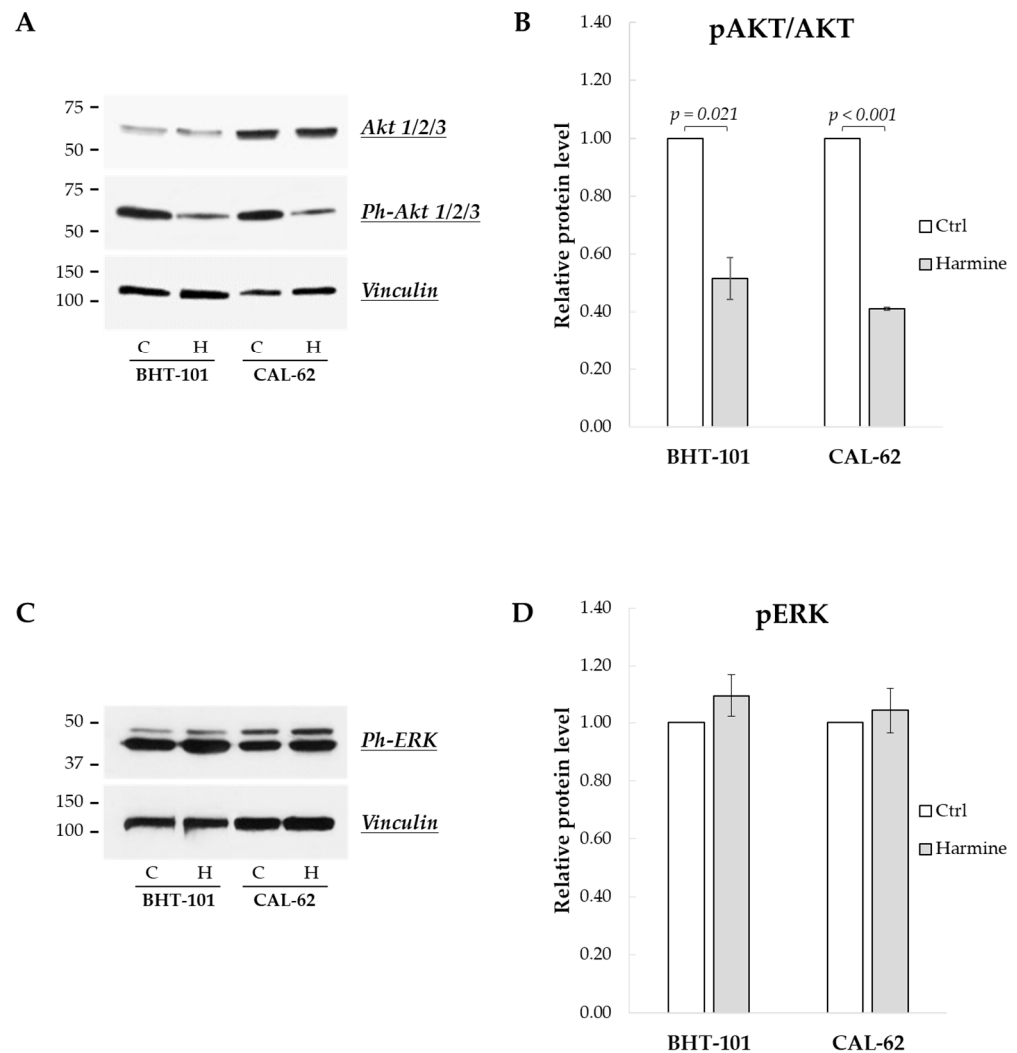 A
75
50
Akt 1/2/3
75
50
Ph-Akt 1/2/3
150
100
Vinculin
C H C H
BHT-101 CAL-62
B
pAKT/AKT
Relative protein level
1.40
1.20
1.00
0.80
0.60
0.40
0.20
0.00
p = 0.021
p < 0.001
Ctrl
Harmine
BHT-101 CAL-62
C
50
37
Ph-ERK
150
100
Vinculin
C H C H
BHT-101 CAL-62
D
pERK
Relative protein level
1.40
1.20
1.00
0.80
0.60
0.40
0.20
0.00
Ctrl
Harmine
BHT-101 CAL-62